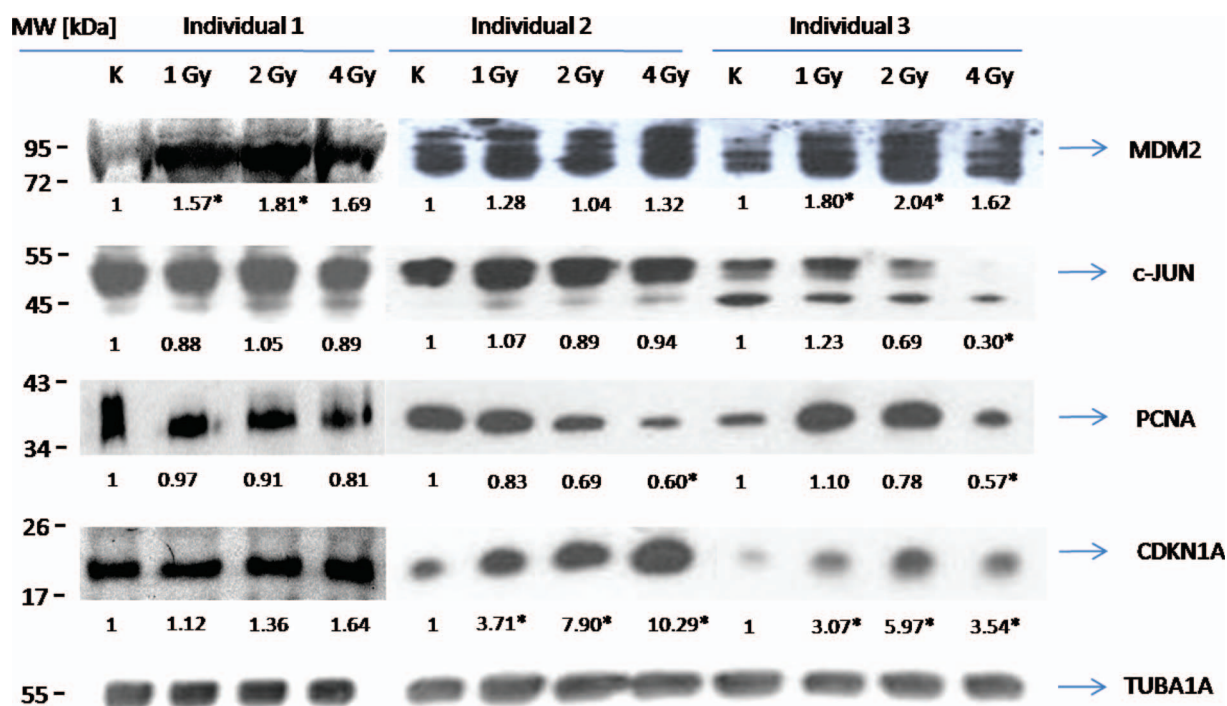 MW [kDa] Individual 1 Individual 2 Individual 3
K 1 Gy 2 Gy 4 Gy K 1 Gy 2 Gy 4 Gy K 1 Gy 2 Gy 4 Gy
95 -
MDM2
72 -
1 1.57* 1.81* 1.69 1 1.28 1.04 1.32 1 1.80* 2.04* 1.62
55 -
c-JUN
45 -
1 0.88 1.05 0.89 1 1.07 0.89 0.94 1 1.23 0.69 0.30*
43 -
PCNA
34 -
1 0.97 0.91 0.81 1 0.83 0.69 0.60* 1 1.10 0.78 0.57*
26 -
CDKN1A
17 -
1 1.12 1.36 1.64 1 3.71* 7.90* 10.29* 1 3.07* 5.97* 3.54*
55 - TUBA1A